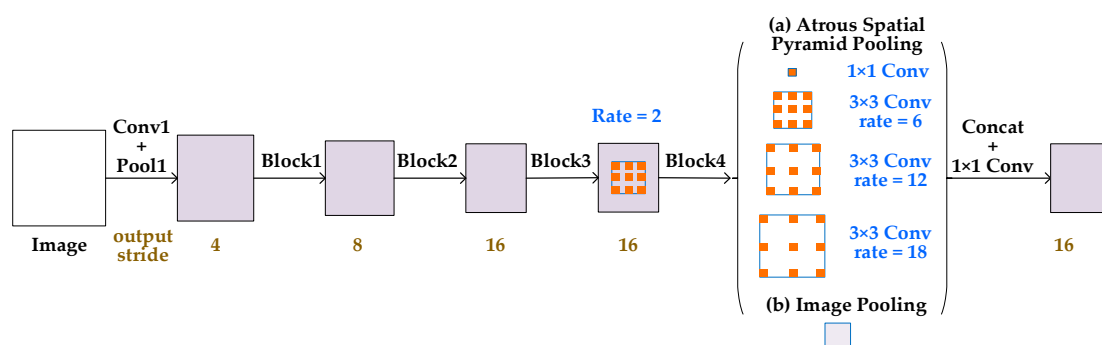 (a) Atrous Spatial
Pyramid Pooling
1×1 Conv
3×3 Conv
rate = 6
Rate = 2
Conv1
+
Pool1
Block1
Block2
Block3
Block4
3×3 Conv
rate = 12
Concat
+
1×1 Conv
Image
output
stride
4
8
16
16
3×3 Conv
rate = 18
16
(b) Image Pooling